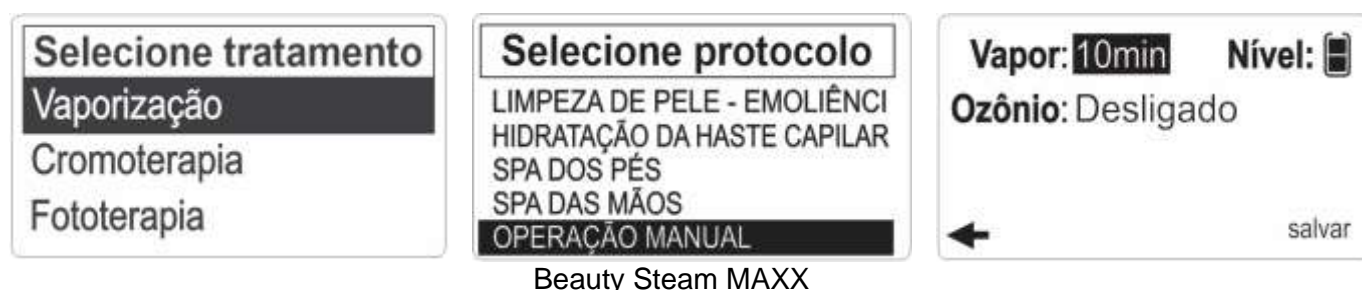 Selecione tratamento
Vaporização
Cromoterapia
Fototerapia
Selecione protocolo
LIMPEZA DE PELE - EMOLIÊNCI
HIDRATAÇÃO DA HASTE CAPILAR
SPA DOS PÉS
SPA DAS MÃOS
OPERAÇÃO MANUAL
Vapor: 10min Nível:
Ozônio: Desligado
salvar
Beauty Steam MAXX